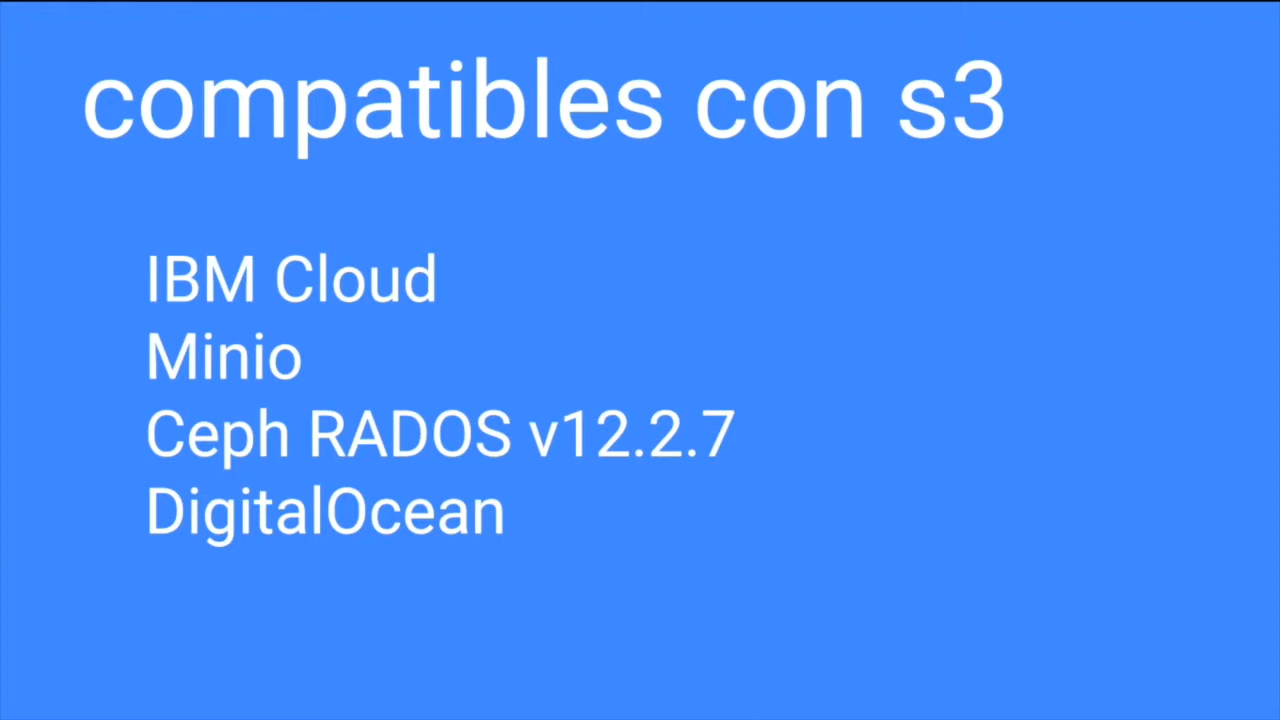 compatibles con s3
IBM Cloud
Minio
Ceph RADOS v12.2.7
DigitalOcean